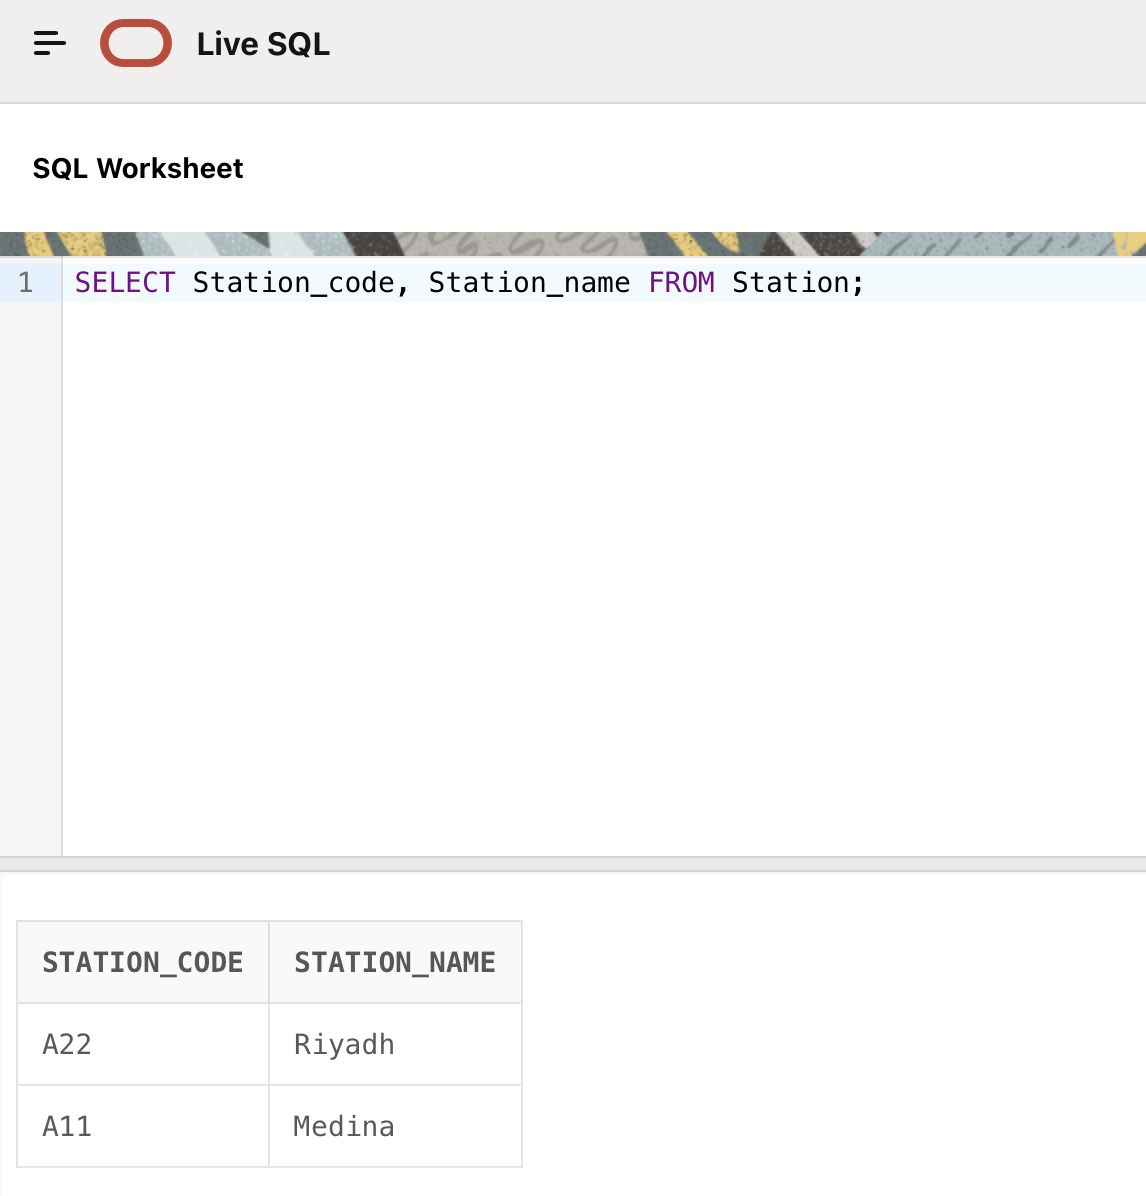 Live SQL
SQL Worksheet
1 SELECT Station_code, Station_name FROM Station;
STATION_CODE STATION_NAME
A22 Riyadh
A11 Medina